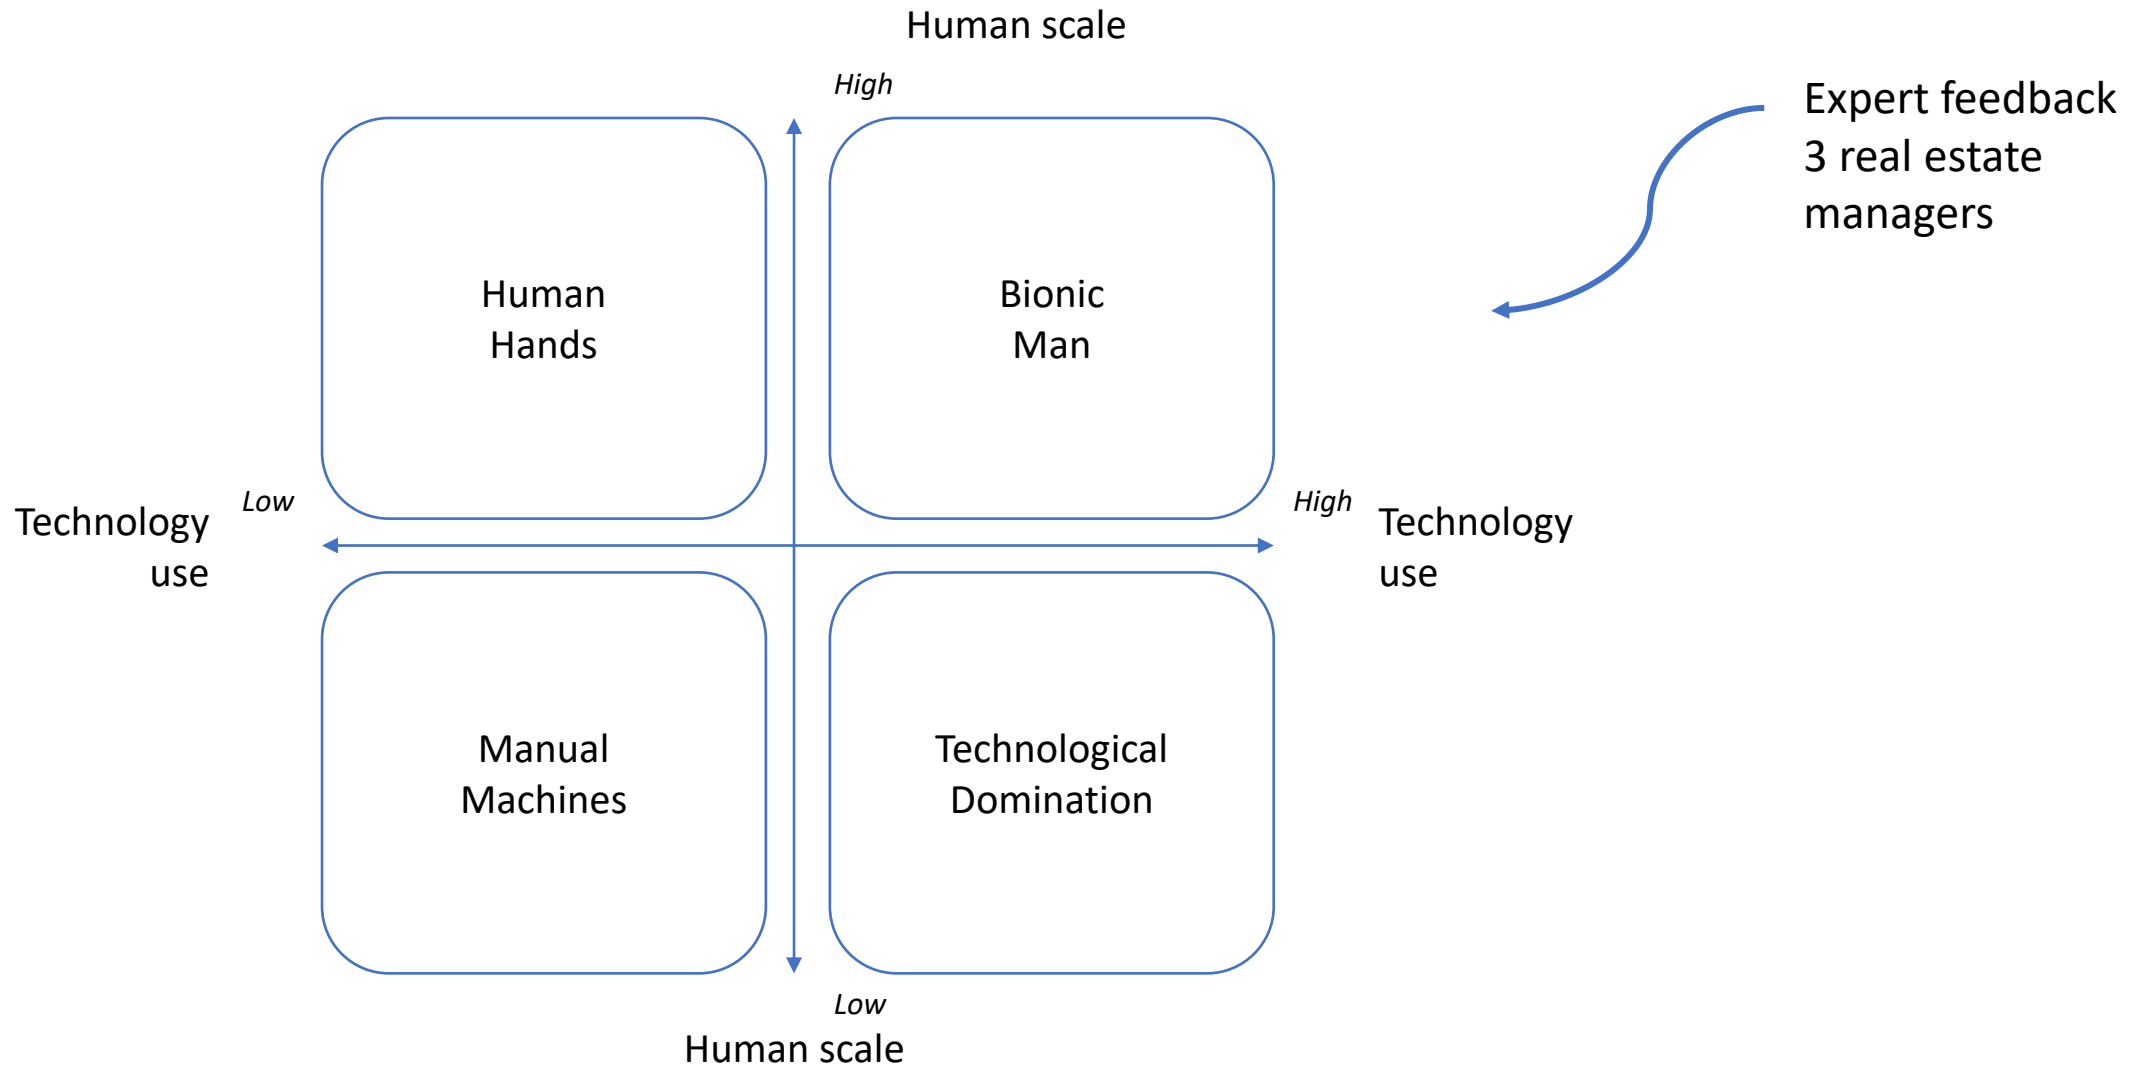 Human scale
High
Expert feedback
3 real estate
managers
Human
Hands
Bionic
Man
Low
Technology
use
High
Technology
use
Manual
Machines
Technological
Domination
Low
Human scale